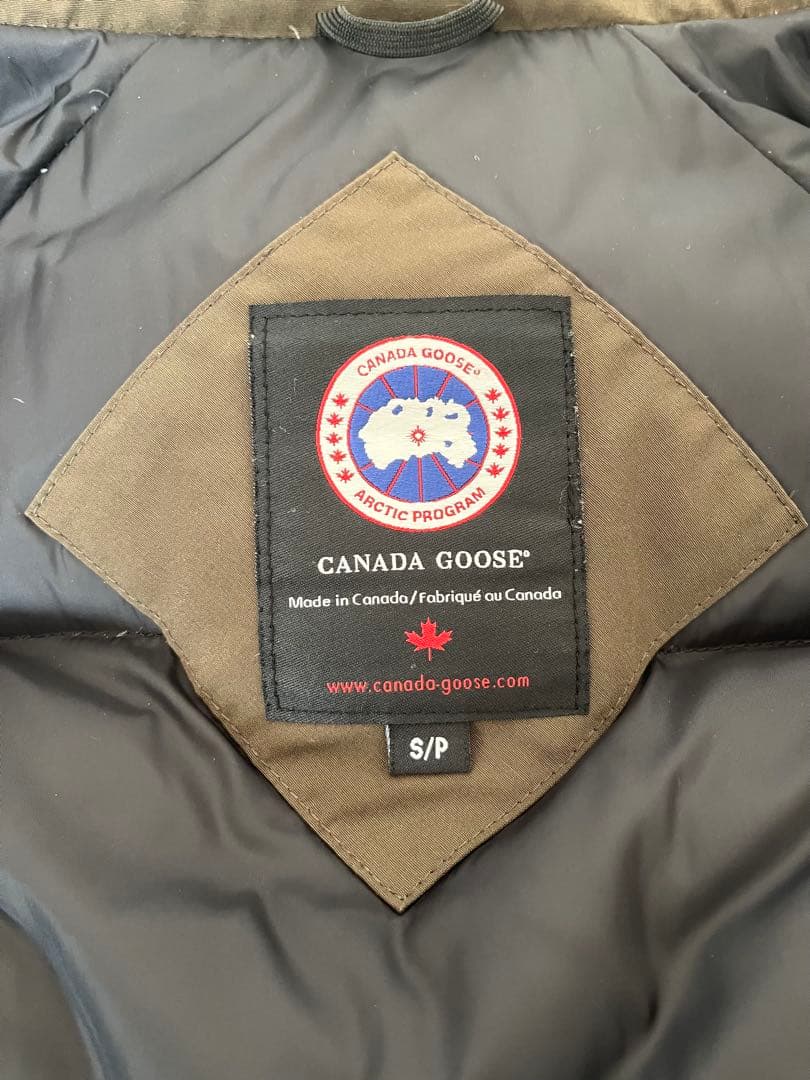 CANADA GOOSE®
ARCTIC PROGRAM
CANADA GOOSE®
Made in Canada/Fabriqué au Canada
www.canada-goose.com
S/P